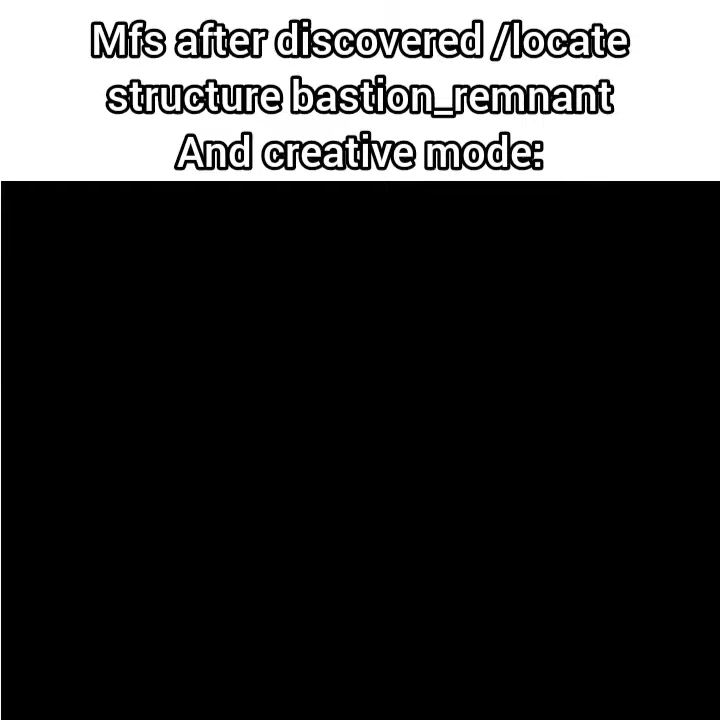 Mfs after discovered /locate
structure bastion_remnant
And creative mode: